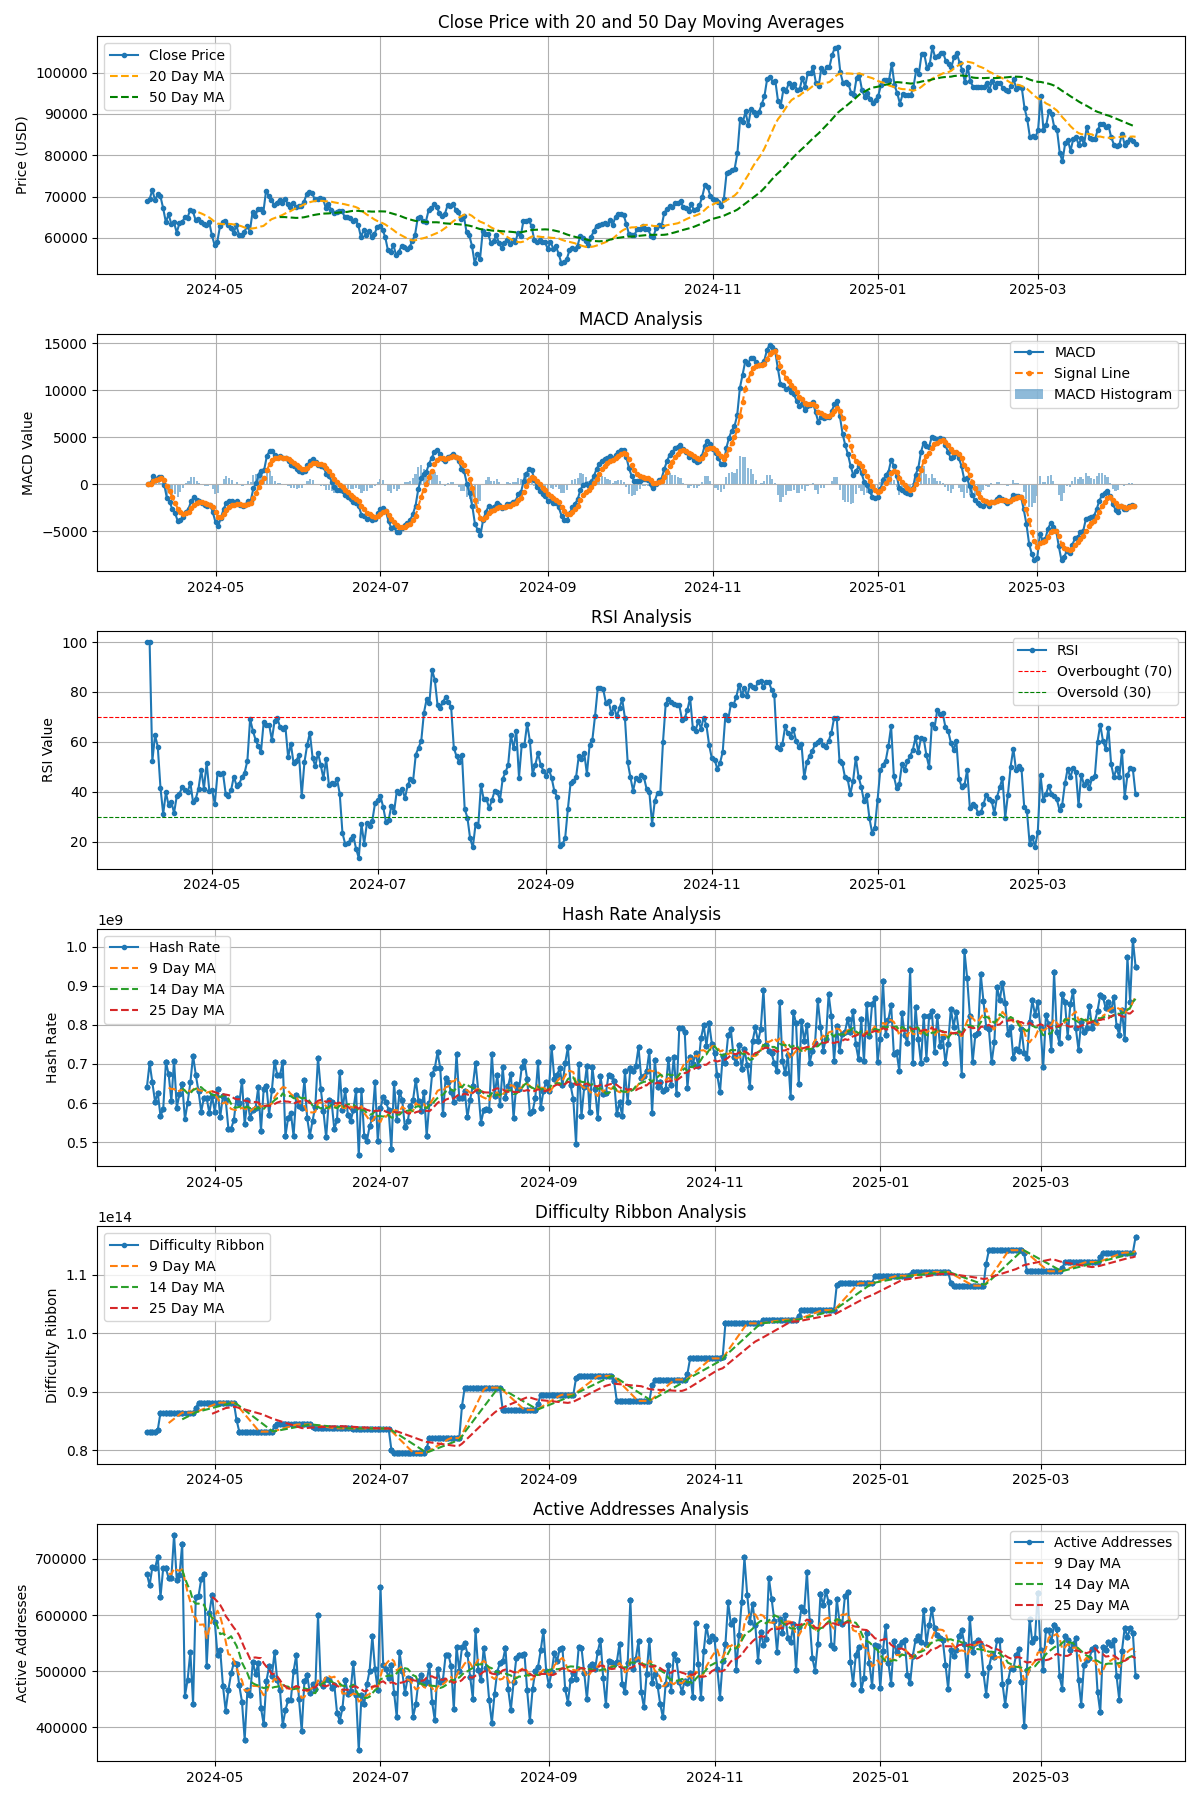 Close Price with 20 and 50 Day Moving Averages
Close Price
20 Day MA
50 Day MA
Price (USD)
100000
90000
80000
70000
60000
2024-05 2024-07 2024-09 2024-11 2025-01 2025-03
MACD Analysis
MACD
Signal Line
MACD Histogram
MACD Value
15000
10000
5000
0
−5000
2024-05 2024-07 2024-09 2024-11 2025-01 2025-03
RSI Analysis
RSI
Overbought (70)
Oversold (30)
RSI Value
100
80
60
40
20
2024-05 2024-07 2024-09 2024-11 2025-01 2025-03
Hash Rate Analysis
1e9
Hash Rate
9 Day MA
14 Day MA
25 Day MA
Hash Rate
1.0
0.9
0.8
0.7
0.6
0.5
2024-05 2024-07 2024-09 2024-11 2025-01 2025-03
Difficulty Ribbon Analysis
1e14
Difficulty Ribbon
9 Day MA
14 Day MA
25 Day MA
Difficulty Ribbon
1.1
1.0
0.9
0.8
2024-05 2024-07 2024-09 2024-11 2025-01 2025-03
Active Addresses Analysis
Active Addresses
9 Day MA
14 Day MA
25 Day MA
Active Addresses
700000
600000
500000
400000
2024-05 2024-07 2024-09 2024-11 2025-01 2025-03